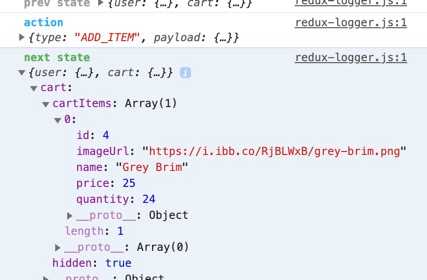 prev state ▶ {user: {…}, cart: {…}} redux-logger.js:1
action redux-logger.js:1
▶ {type: "ADD_ITEM", payload: {…}}
next state redux-logger.js:1
▼ {user: {…}, cart: {…}} i
▼ cart:
▼ cartItems: Array(1)
▼ 0:
id: 4
imageUrl: "https://i.ibb.co/RjBLWxB/grey-brim.png"
name: "Grey Brim"
price: 25
quantity: 24
▶ __proto__: Object
length: 1
▶ __proto__: Array(0)
hidden: true
▶ __proto__: Object